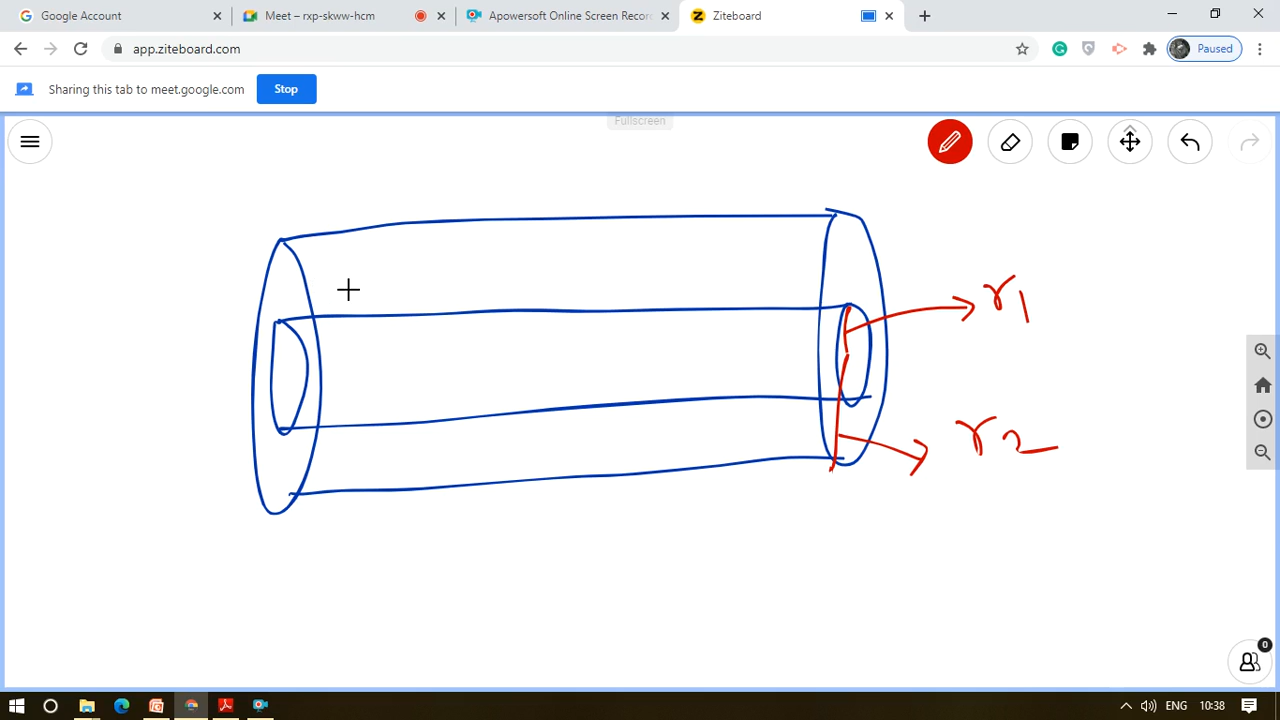 Google Account
Meet – rxp-skww-hcm
Apowersoft Online Screen Recor
Ziteboard
app.ziteboard.com
Paused
Sharing this tab to meet.google.com
Stop
Fullscreen
r1
r2
0
ENG
10:38